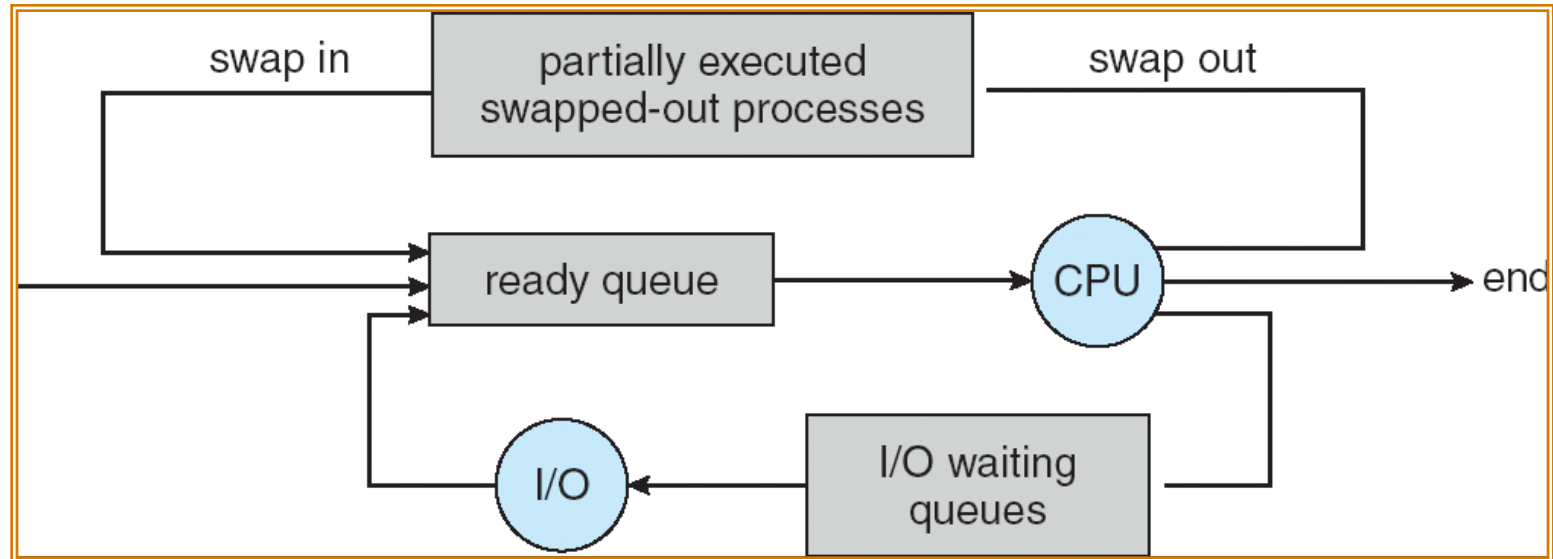 swap in
partially executed
swapped-out processes
swap out
ready queue
CPU
end
I/O
I/O waiting
queues